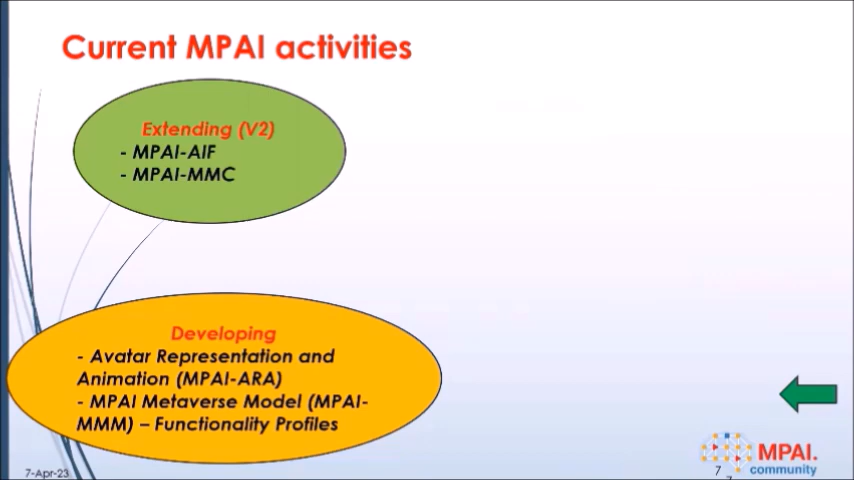 Current MPAI activities
Extending (V2)
- MPAI-AIF
- MPAI-MMC
Developing
- Avatar Representation and
Animation (MPAI-ARA)
- MPAI Metaverse Model (MPAI-
MMM) – Functionality Profiles
7-Apr-23
7
7
MPAI.
community